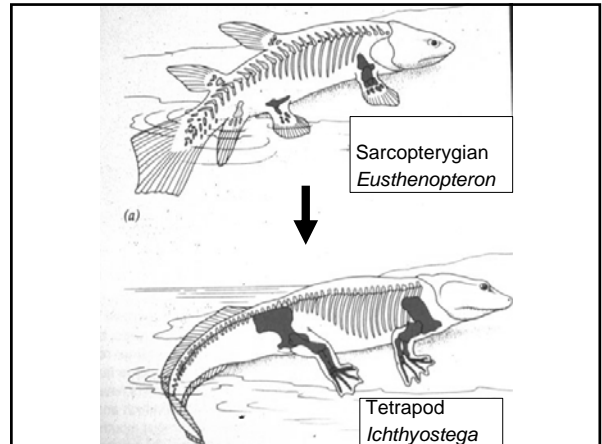 Sarcopterygian
Eusthenopteron
(a)
Tetrapod
Ichthyostega